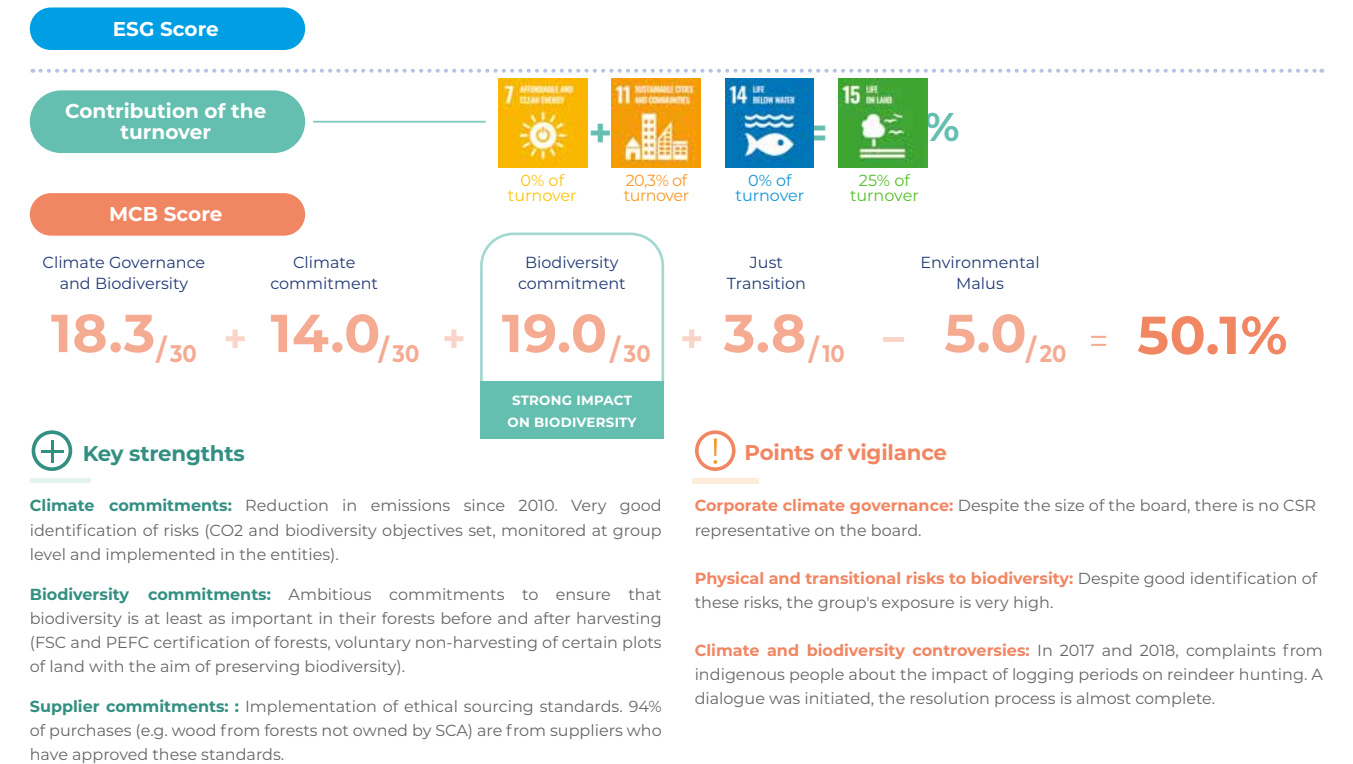 ESG Score
Contribution of the
turnover
7 AFFORDABLE AND
CLEAN ENERGY
+
11 SUSTAINABLE CITIES
AND COMMUNITIES
14 LIFE
BELOW WATER
=
15 LIFE
ON LAND
%
0% of
turnover
20,3% of
turnover
0% of
turnover
25% of
turnover
MCB Score
Climate Governance
and Biodiversity
Climate
commitment
Biodiversity
commitment
Just
Transition
Environmental
Malus
18.3/30 + 14.0/30 + 19.0/30 + 3.8/10 – 5.0/20 = 50.1%
STRONG IMPACT
ON BIODIVERSITY
Key strengthts
Climate commitments: Reduction in emissions since 2010. Very good
identification of risks (CO2 and biodiversity objectives set, monitored at group
level and implemented in the entities).
Biodiversity commitments: Ambitious commitments to ensure that
biodiversity is at least as important in their forests before and after harvesting
(FSC and PEFC certification of forests, voluntary non-harvesting of certain plots
of land with the aim of preserving biodiversity).
Supplier commitments: : Implementation of ethical sourcing standards. 94%
of purchases (e.g. wood from forests not owned by SCA) are from suppliers who
have approved these standards.
! Points of vigilance
Corporate climate governance: Despite the size of the board, there is no CSR
representative on the board.
Physical and transitional risks to biodiversity: Despite good identification of
these risks, the group's exposure is very high.
Climate and biodiversity controversies: In 2017 and 2018, complaints from
indigenous people about the impact of logging periods on reindeer hunting. A
dialogue was initiated, the resolution process is almost complete.